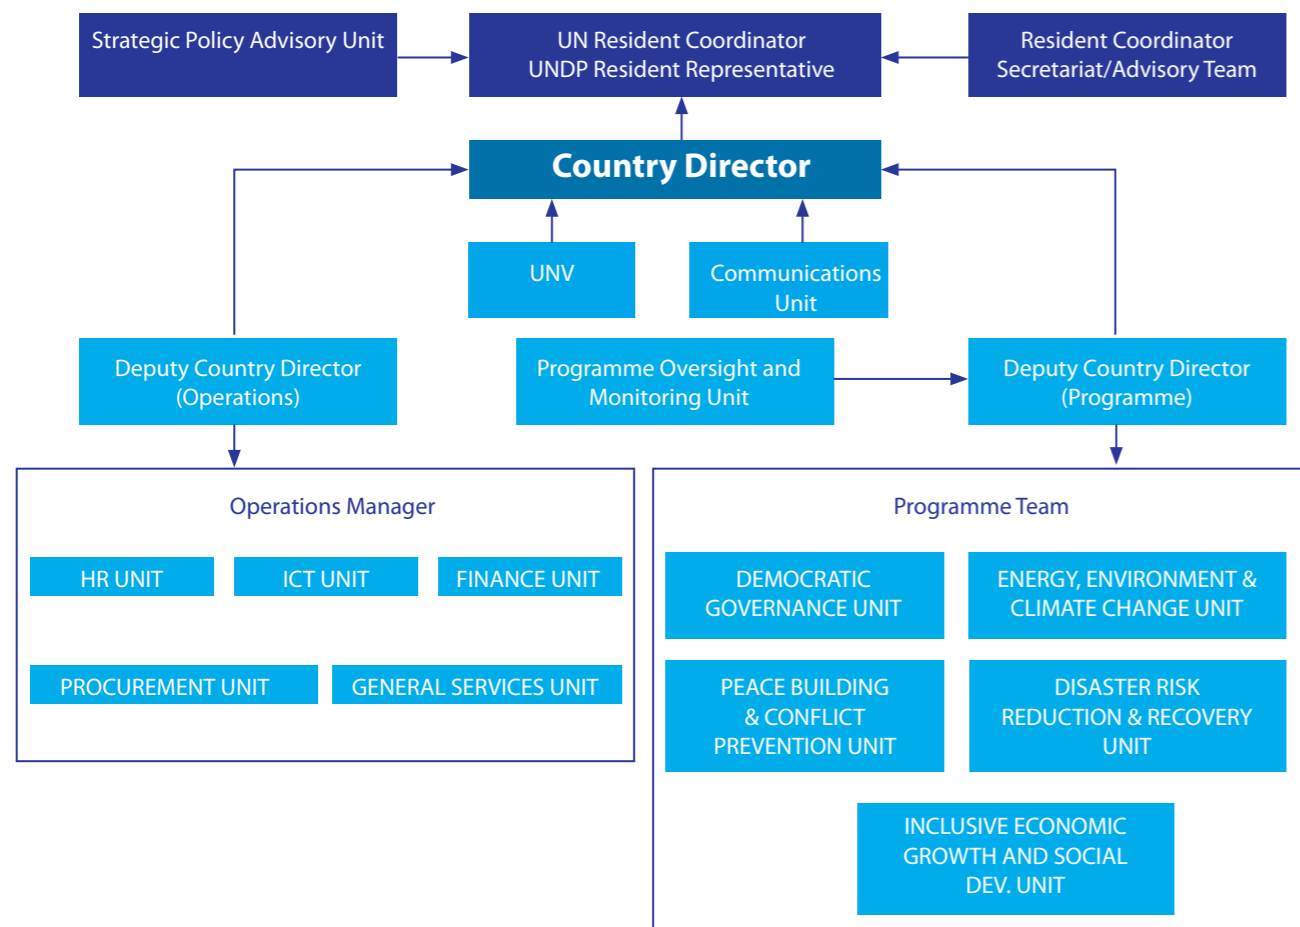 Strategic Policy Advisory Unit
UN Resident Coordinator
UNDP Resident Representative
Resident Coordinator
Secretariat/Advisory Team
Country Director
UNV
Communications
Unit
Deputy Country Director
(Operations)
Programme Oversight and
Monitoring Unit
Deputy Country Director
(Programme)
Operations Manager
HR UNIT
ICT UNIT
FINANCE UNIT
PROCUREMENT UNIT
GENERAL SERVICES UNIT
Programme Team
DEMOCRATIC
GOVERNANCE UNIT
ENERGY, ENVIRONMENT &
CLIMATE CHANGE UNIT
PEACE BUILDING
& CONFLICT
PREVENTION UNIT
DISASTER RISK
REDUCTION & RECOVERY
UNIT
INCLUSIVE ECONOMIC
GROWTH AND SOCIAL
DEV. UNIT